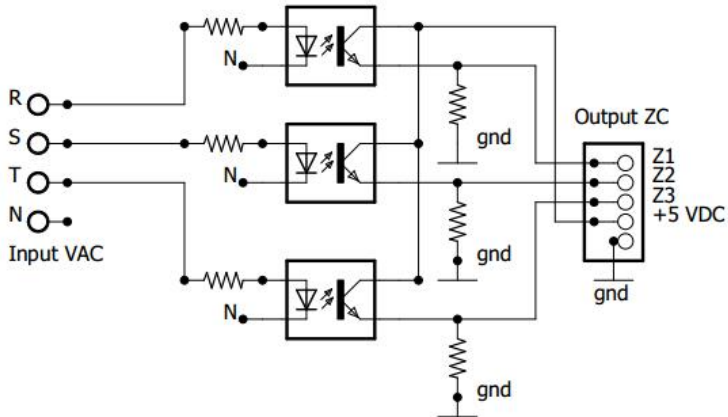 N
R
S
T
N
Input VAC
N
N
gnd
gnd
gnd
Output ZC
Z1
Z2
Z3
+5 VDC
gnd